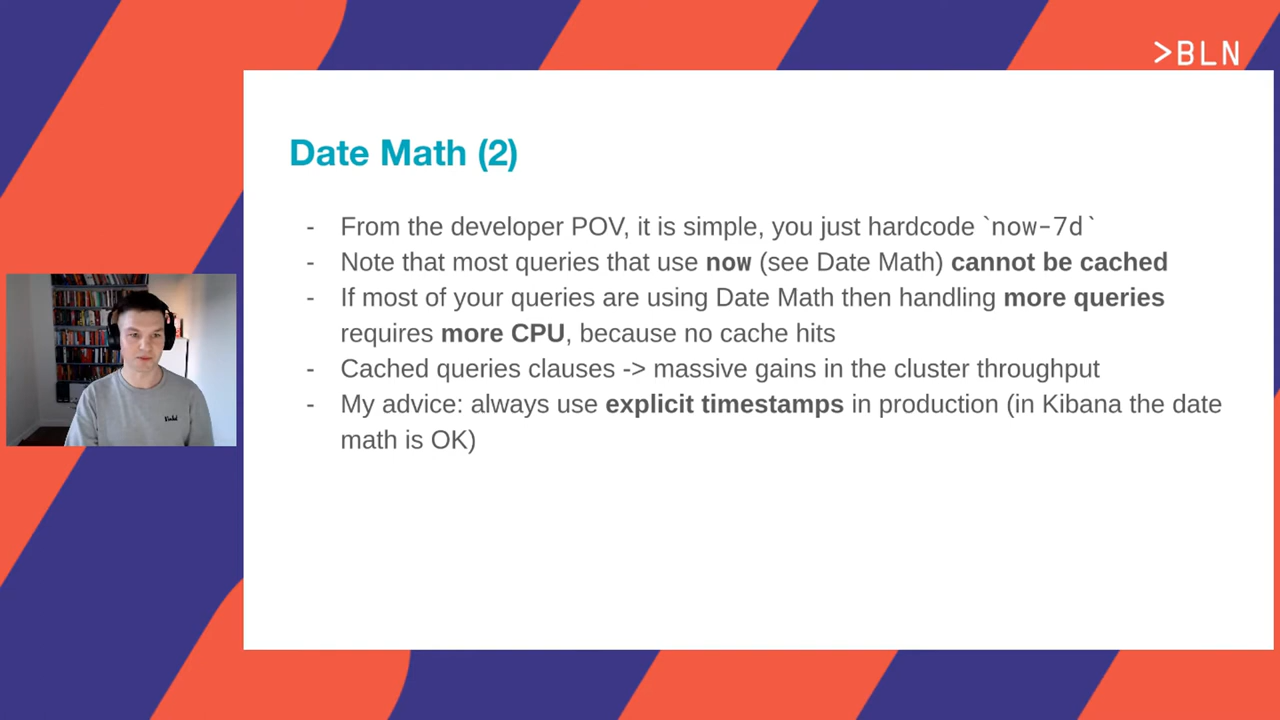 >BLN
Date Math (2)
- From the developer POV, it is simple, you just hardcode `now-7d`
- Note that most queries that use now (see Date Math) cannot be cached
- If most of your queries are using Date Math then handling more queries
requires more CPU, because no cache hits
- Cached queries clauses -> massive gains in the cluster throughput
- My advice: always use explicit timestamps in production (in Kibana the date
math is OK)